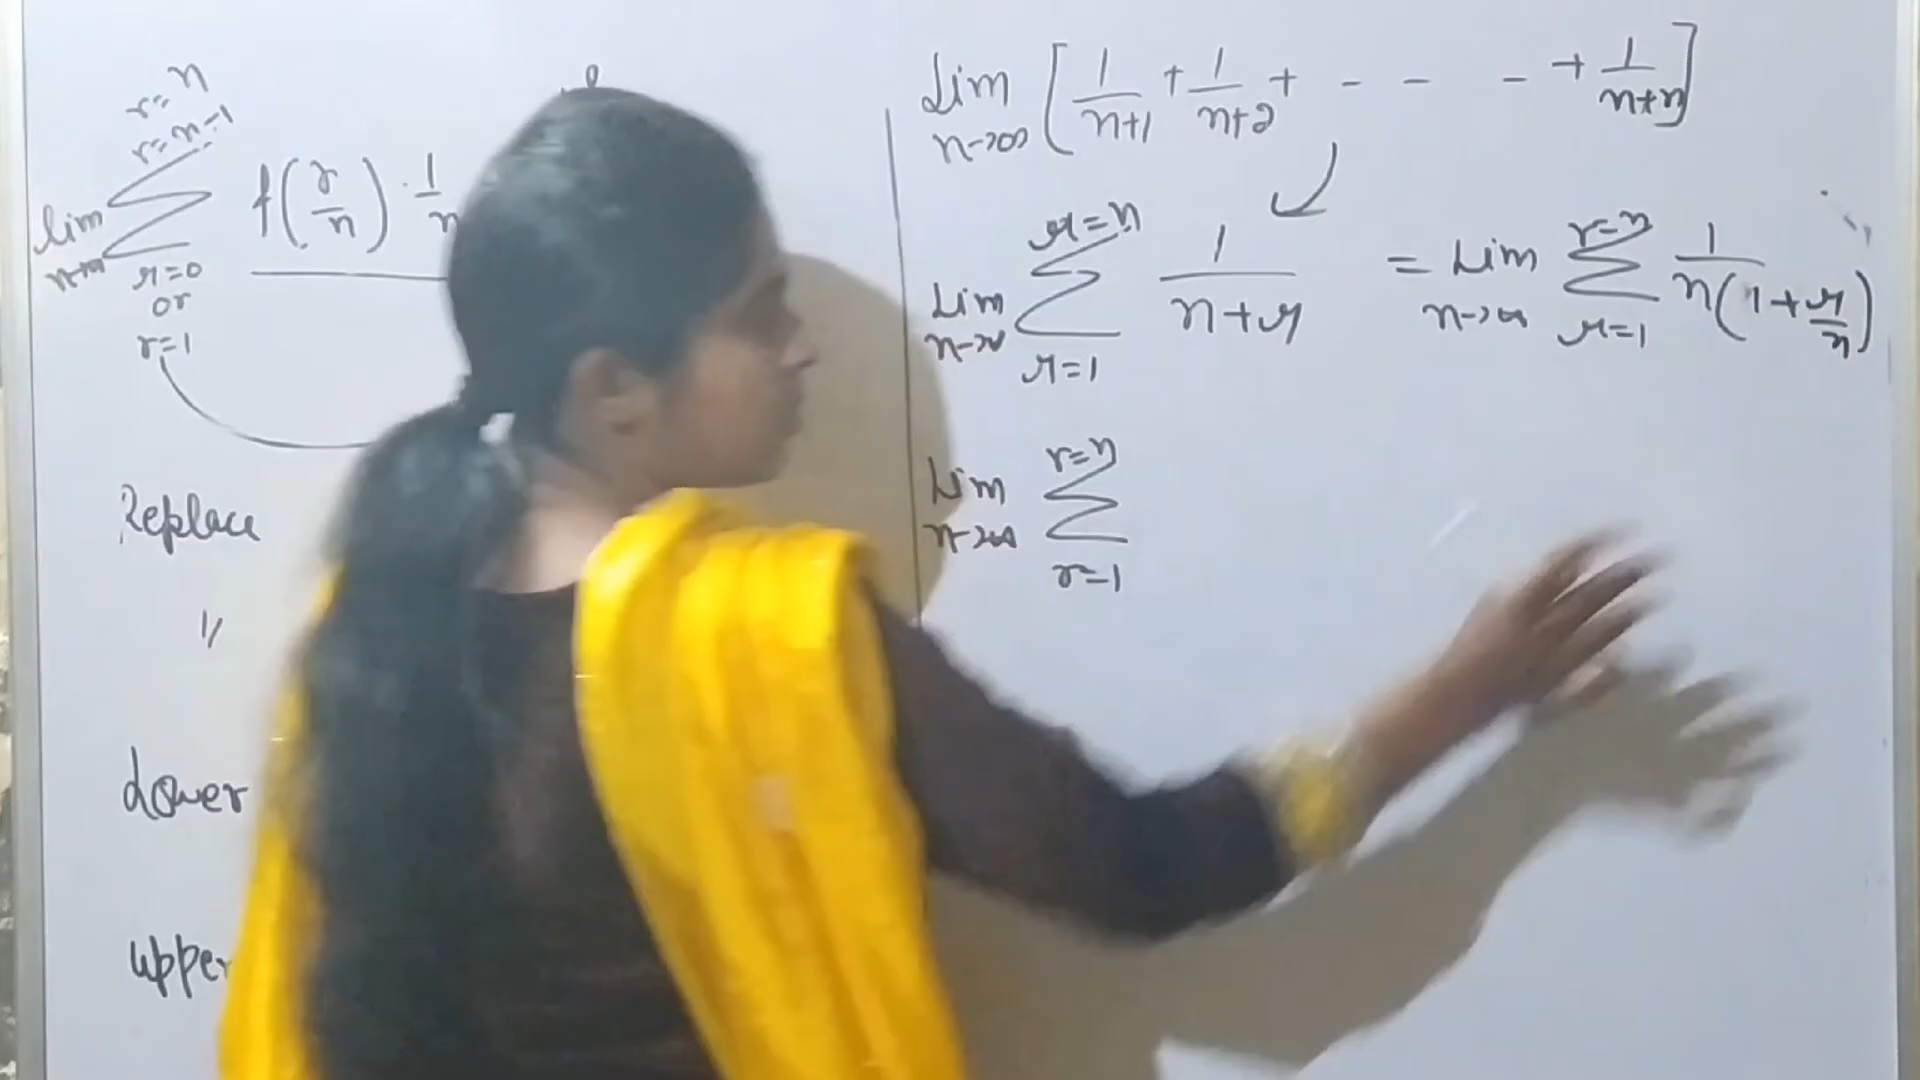 r=n
r=n-1
lim n→∞ Σ f(r/n)·1/n
r=0
or
r=1
Replace
〃
Lower
Upper
Lim n→∞ [1/(n+1) + 1/(n+2) + - - - + 1/(n+n)]
Lim n→∞ Σ r=1 r=n 1/(n+r) = Lim n→∞ Σ r=1 r=n 1/n(1+r/n)
Lim n→∞ Σ r=1 r=n